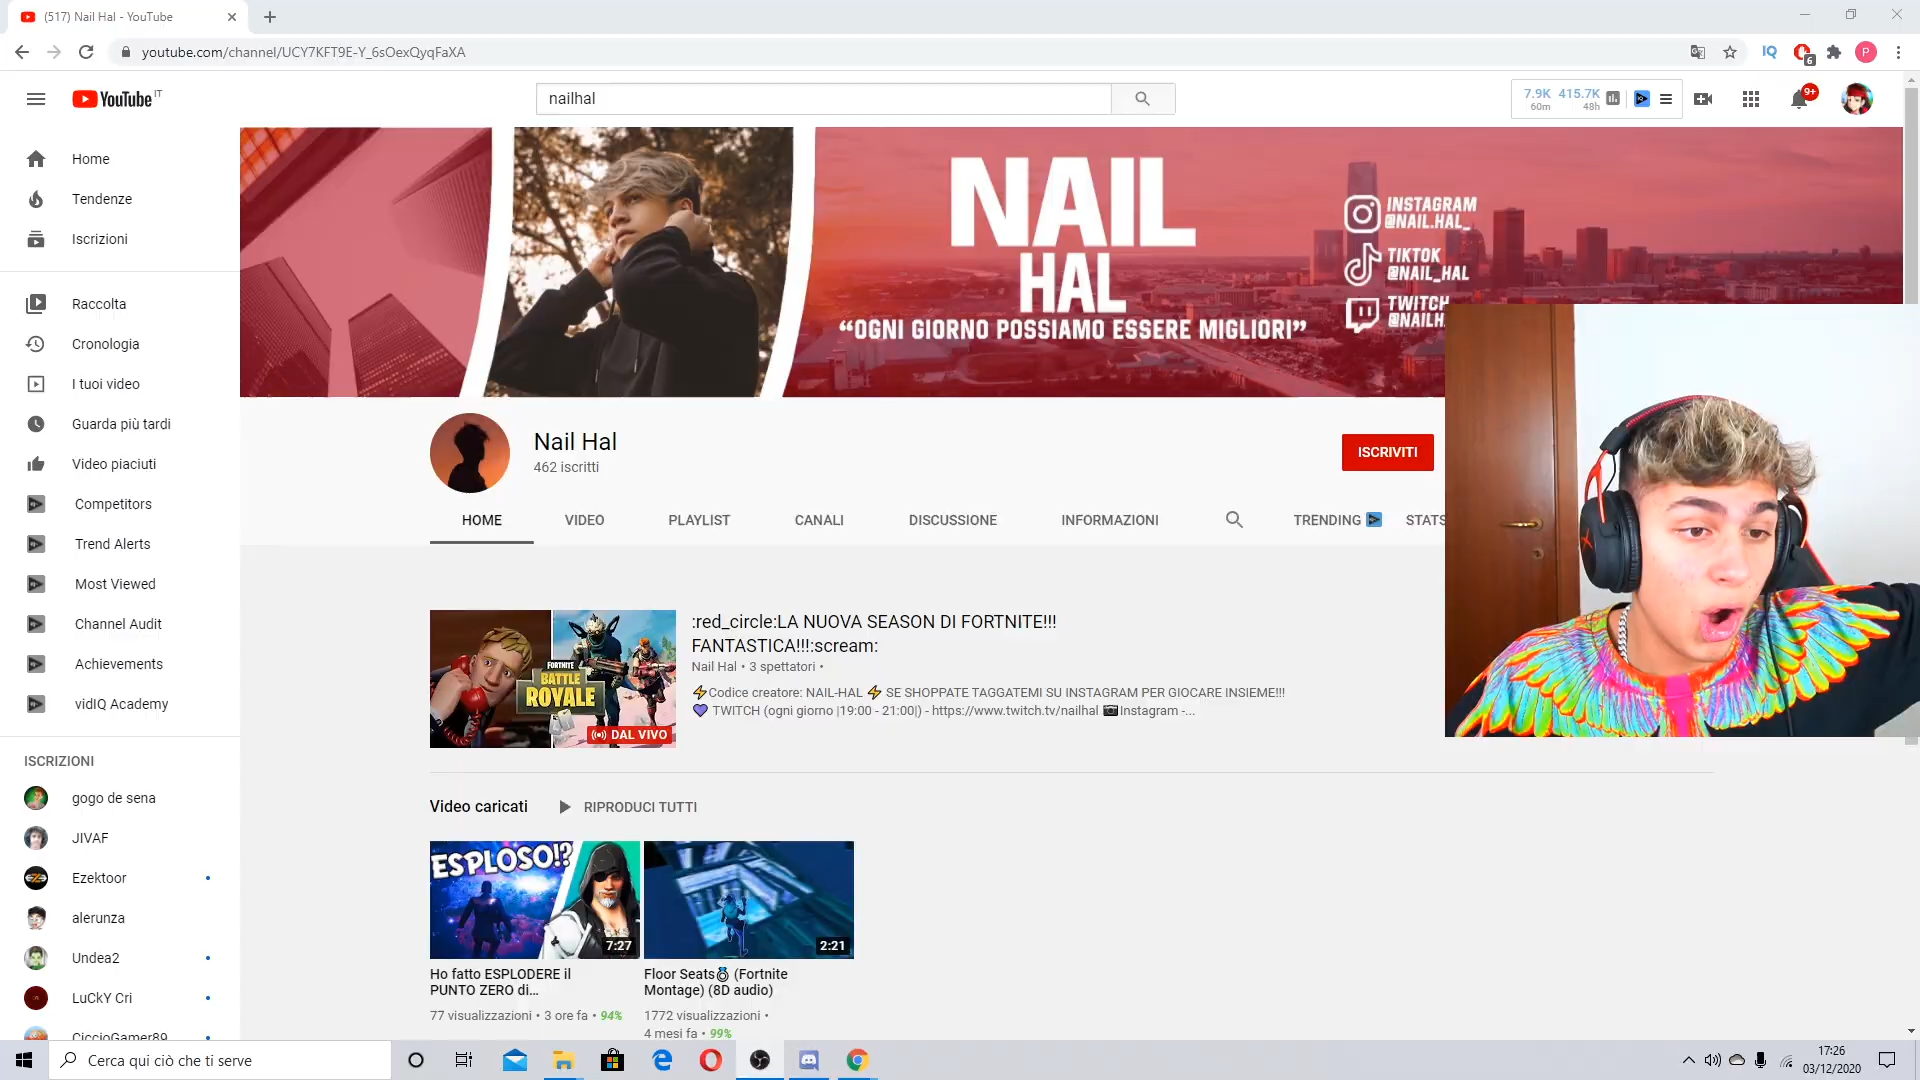 (517) Nail Hal - YouTube
youtube.com/channel/UCY7KFT9E-Y_6sOexQyqFaXA
IQ
6
P
YouTube IT
nailhal
7.9K 415.7K
60m 48h
9+
Home
Tendenze
Iscrizioni
Raccolta
Cronologia
I tuoi video
Guarda più tardi
Video piaciuti
Competitors
Trend Alerts
Most Viewed
Channel Audit
Achievements
vidIQ Academy
ISCRIZIONI
gogo de sena
JIVAF
Ezektoor
alerunza
Undea2
LuCkY Cri
CiccioGamer89
NAIL
HAL
“OGNI GIORNO POSSIAMO ESSERE MIGLIORI”
INSTAGRAM
@NAIL.HAL_
TIKTOK
@NAIL_HAL
TWITCH
@NAILH
Nail Hal
462 iscritti
ISCRIVITI
HOME VIDEO PLAYLIST CANALI DISCUSSIONE INFORMAZIONI TRENDING STATS
FORTNITE
BATTLE
ROYALE
DAL VIVO
:red_circle:LA NUOVA SEASON DI FORTNITE!!!
FANTASTICA!!!:scream:
Nail Hal • 3 spettatori •
⚡Codice creatore: NAIL-HAL ⚡ SE SHOPPATE TAGGATEMI SU INSTAGRAM PER GIOCARE INSIEME!!!
💜 TWITCH (ogni giorno |19:00 - 21:00|) - https://www.twitch.tv/nailhal 📷Instagram -...
Video caricati RIPRODUCI TUTTI
ESPLOSO!?
7:27
2:21
Ho fatto ESPLODERE il
PUNTO ZERO di...
77 visualizzazioni • 3 ore fa • 94%
Floor Seats💍 (Fortnite
Montage) (8D audio)
1772 visualizzazioni •
4 mesi fa • 99%
Cerca qui ciò che ti serve
17:26
03/12/2020